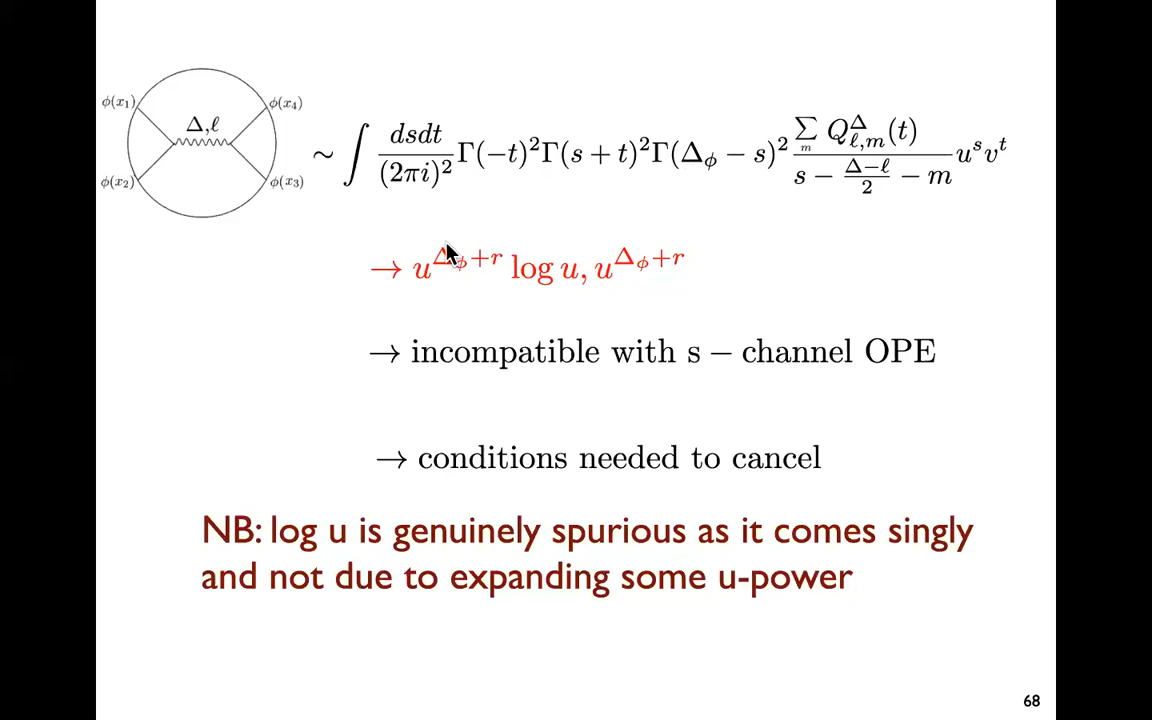 ϕ(x₁) ϕ(x₄)
Δ,ℓ
ϕ(x₂) ϕ(x₃)
∼ ∫ dsdt/(2πi)² Γ(−t)²Γ(s + t)²Γ(Δ_ϕ − s)² (∑_m Q^Δ_{ℓ,m}(t))/(s − (Δ−ℓ)/2 − m) u^s v^t
→ u^{Δ_ϕ+r} log u, u^{Δ_ϕ+r}
→ incompatible with s − channel OPE
→ conditions needed to cancel
NB: log u is genuinely spurious as it comes singly
and not due to expanding some u-power
68